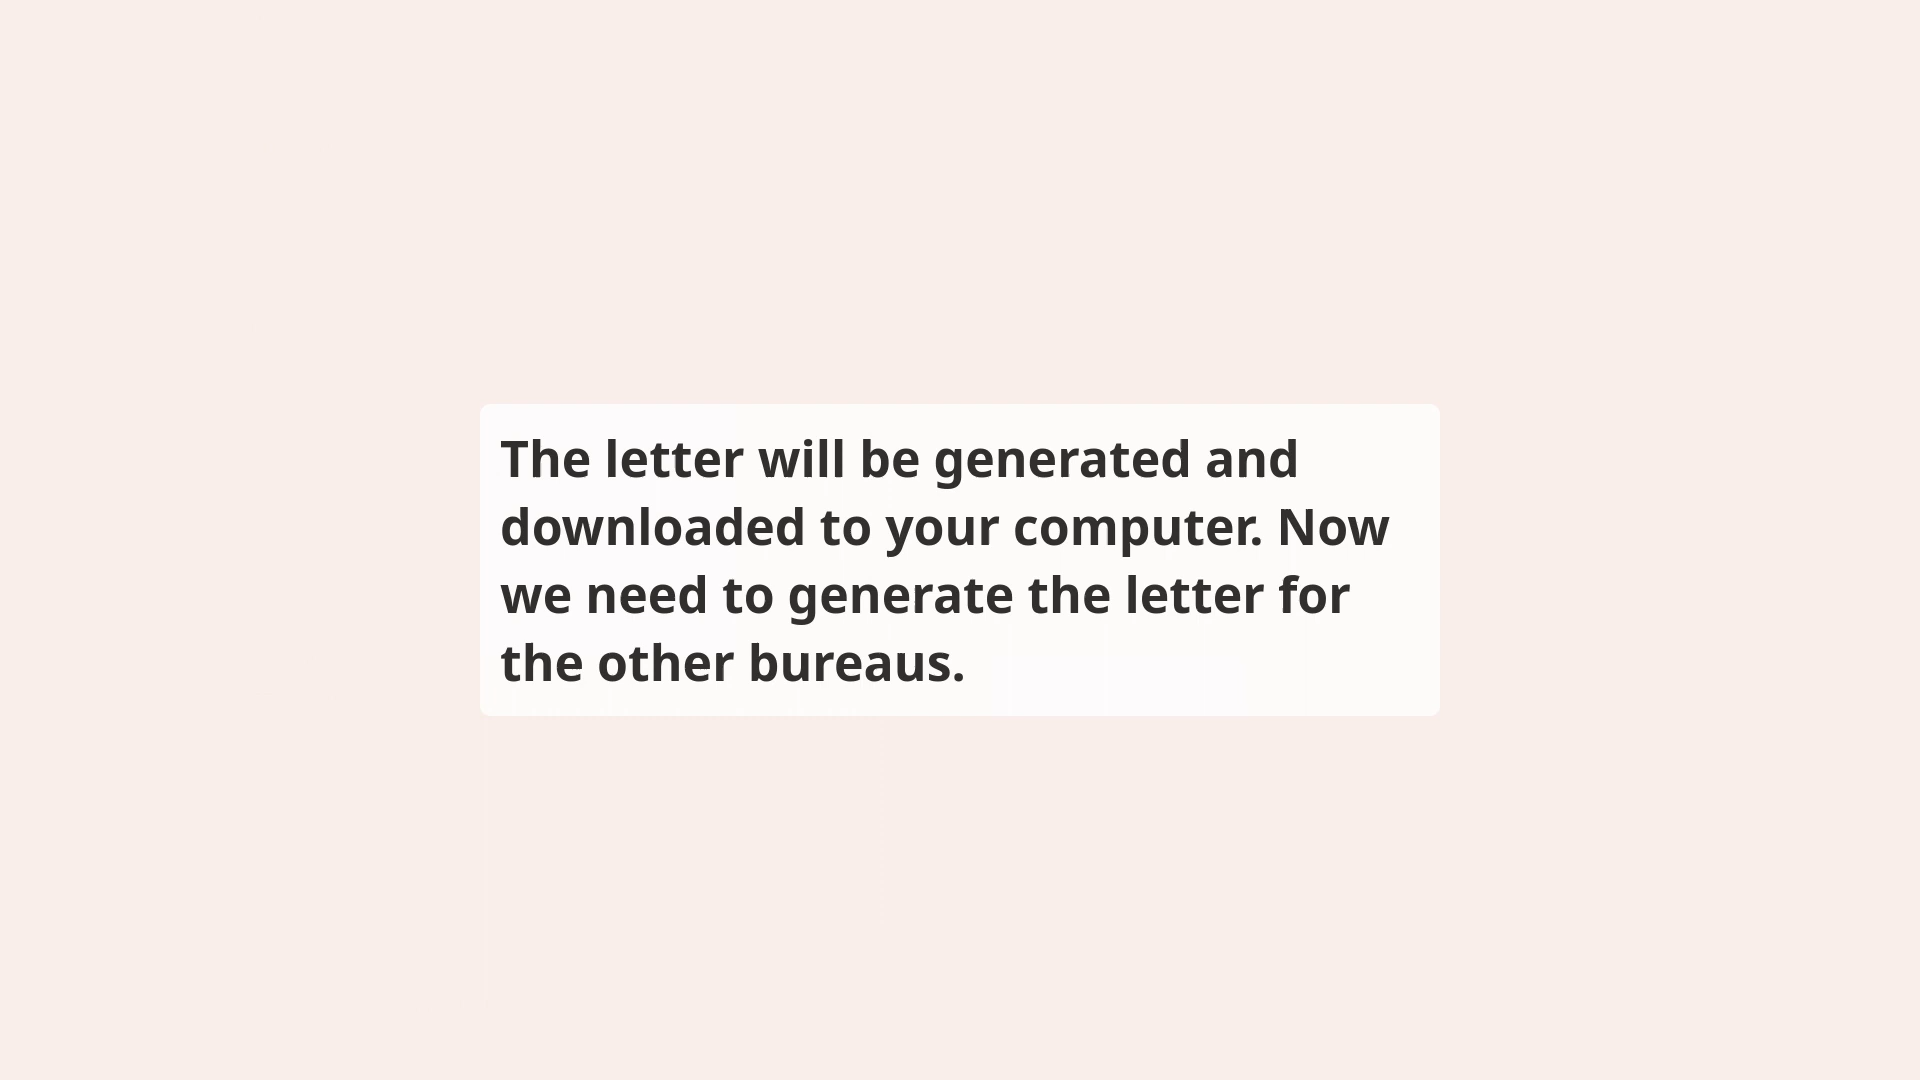 The letter will be generated and
downloaded to your computer. Now
we need to generate the letter for
the other bureaus.